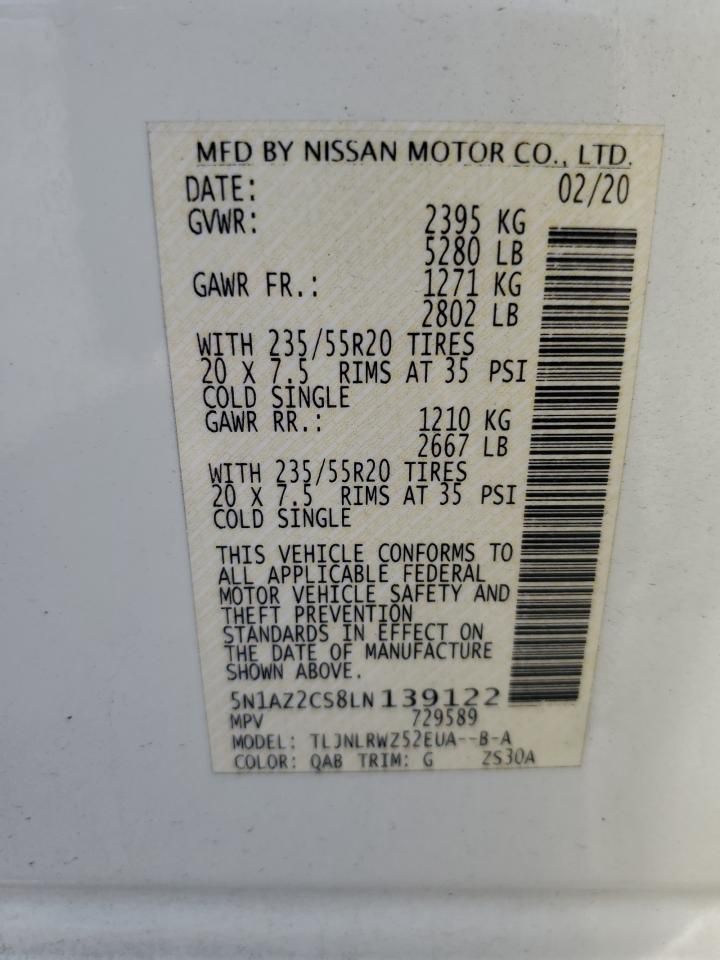 MFD BY NISSAN MOTOR CO., LTD.
DATE: 02/20
GVWR: 2395 KG
5280 LB
GAWR FR.: 1271 KG
2802 LB
WITH 235/55R20 TIRES
20 X 7.5 RIMS AT 35 PSI
COLD SINGLE
GAWR RR.: 1210 KG
2667 LB
WITH 235/55R20 TIRES
20 X 7.5 RIMS AT 35 PSI
COLD SINGLE
THIS VEHICLE CONFORMS TO
ALL APPLICABLE FEDERAL
MOTOR VEHICLE SAFETY AND
THEFT PREVENTION
STANDARDS IN EFFECT ON
THE DATE OF MANUFACTURE
SHOWN ABOVE.
5N1AZ2CS8LN139122
MPV 729589
MODEL: TLJNLRWZ52EUA--B-A
COLOR: QAB TRIM: G ZS30A